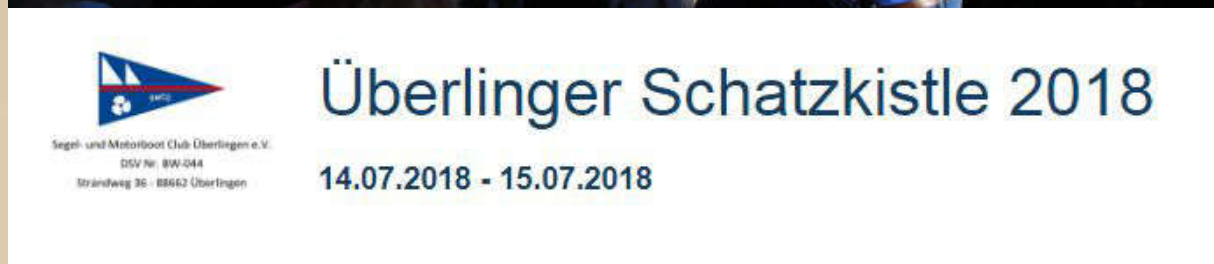 Überlinger Schatzkistle 2018
14.07.2018 - 15.07.2018
SMCÜ
Segel- und Motorboot Club Überlingen e.V.
DSV Nr. BW-044
Strandweg 36 - 88662 Überlingen